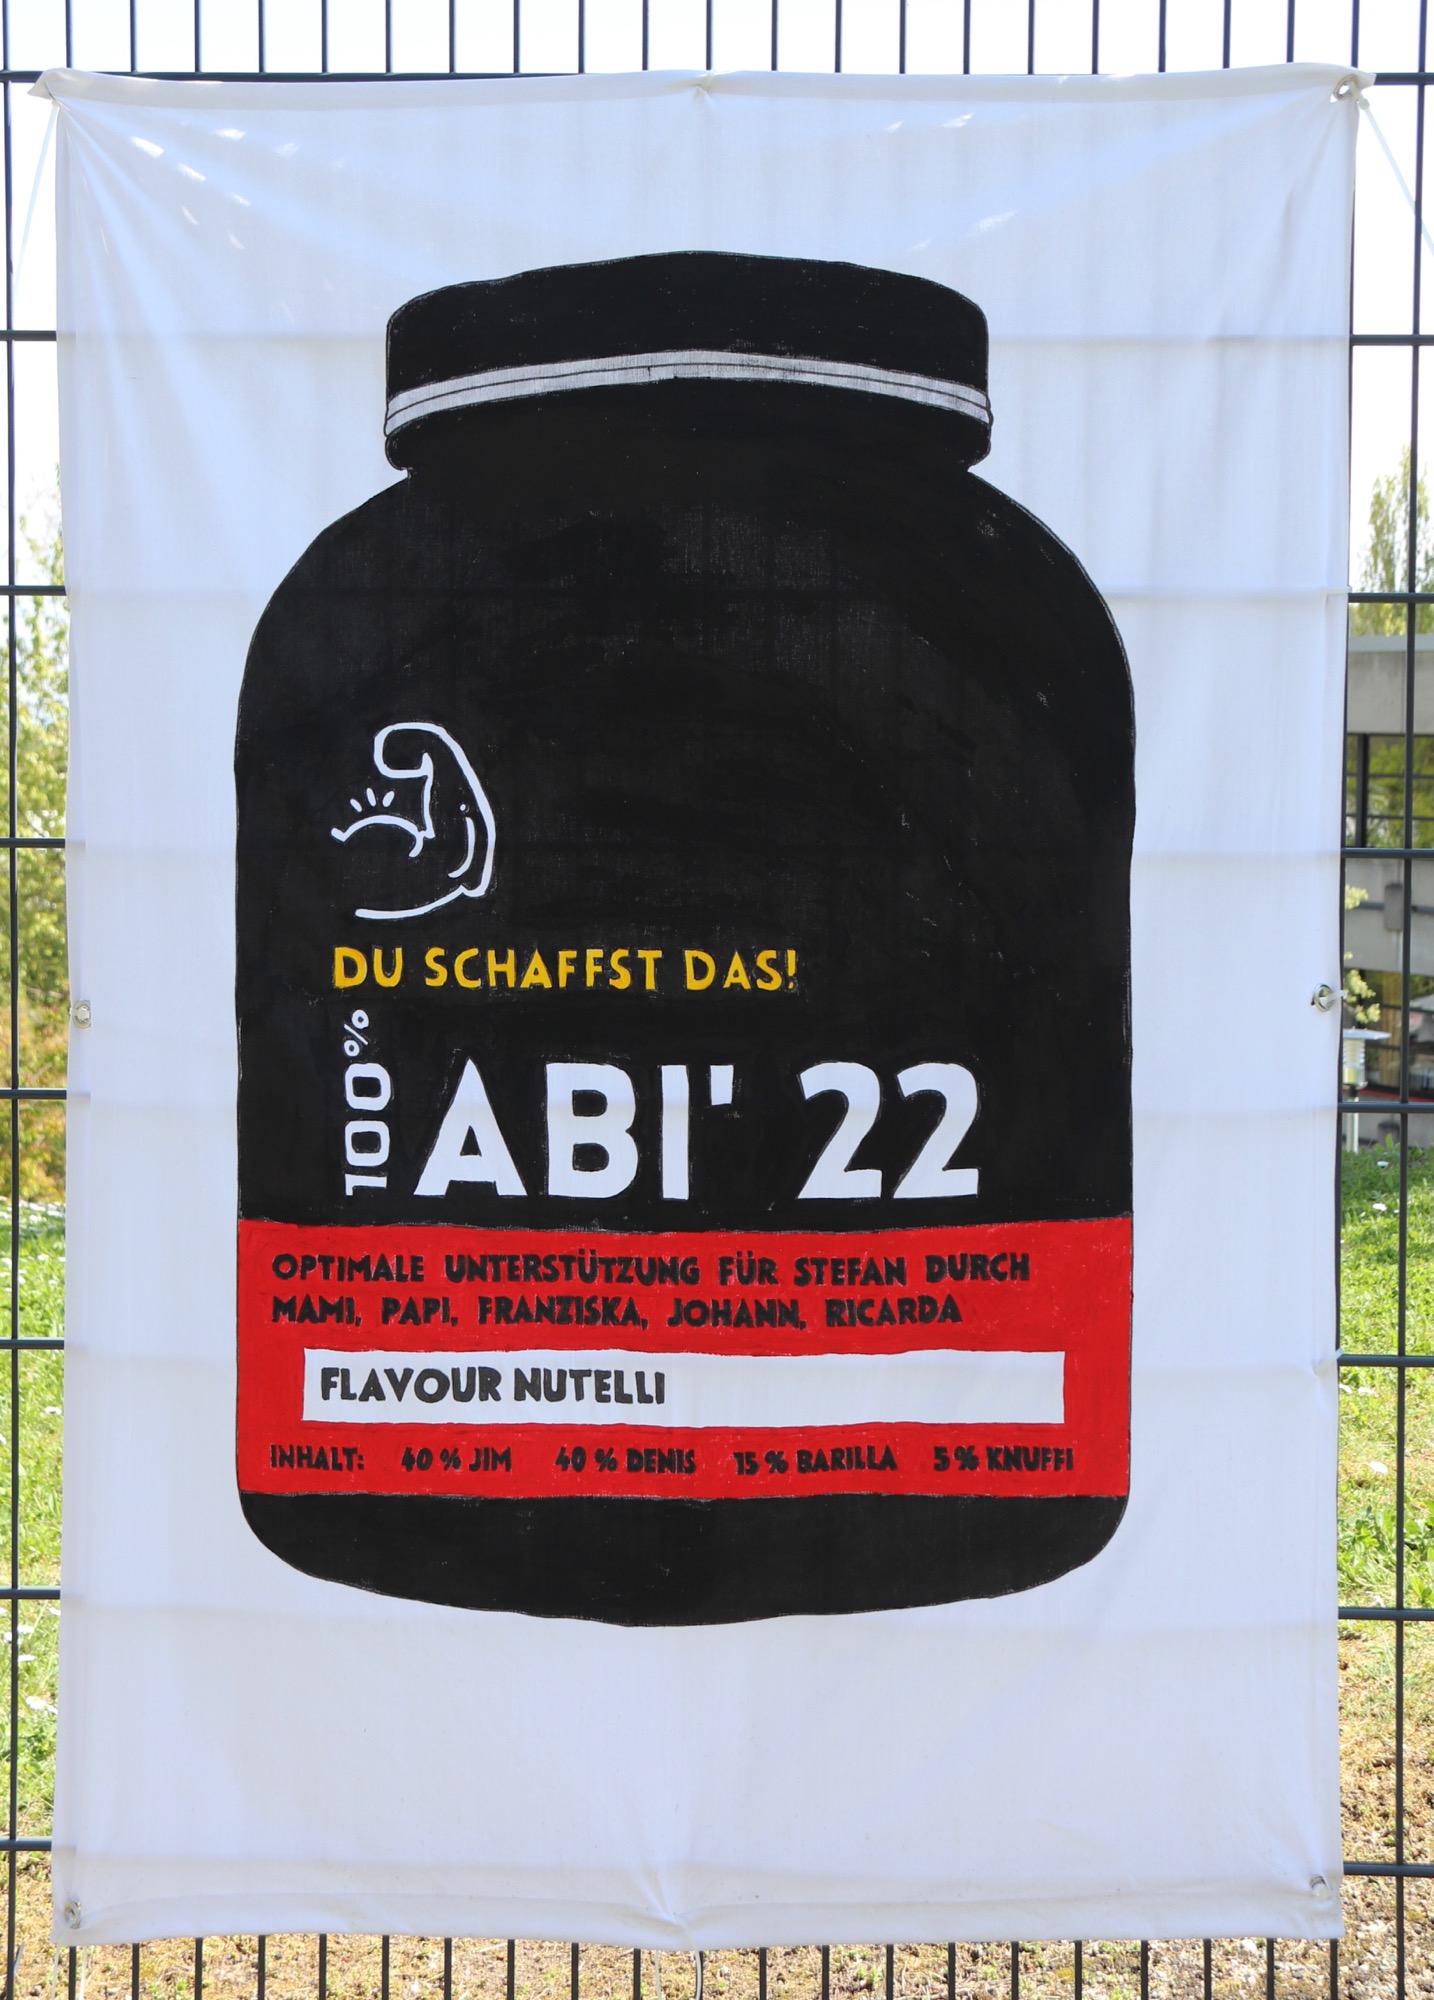 DU SCHAFFST DAS!
100% ABI' 22
OPTIMALE UNTERSTÜTZUNG FÜR STEFAN DURCH
MAMI, PAPI, FRANZISKA, JOHANN, RICARDA
FLAVOUR NUTELLI
INHALT: 40 % JIM 40 % DENIS 15 % BARILLA 5 % KNUFFI